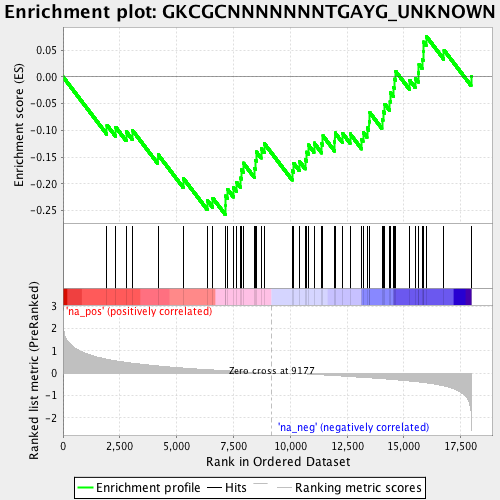 Enrichment plot: GKCGCNNNNNNNTGAYG_UNKNOWN
Enrichment score (ES)
0.05
0.00
-0.05
-0.10
-0.15
-0.20
-0.25
'na_pos' (positively correlated)
Ranked list metric (PreRanked)
3
2
1
0
-1
-2
Zero cross at 9177
'na_neg' (negatively correlated)
0
2,500
5,000
7,500
10,000
12,500
15,000
17,500
Rank in Ordered Dataset
Enrichment profile
Hits
Ranking metric scores